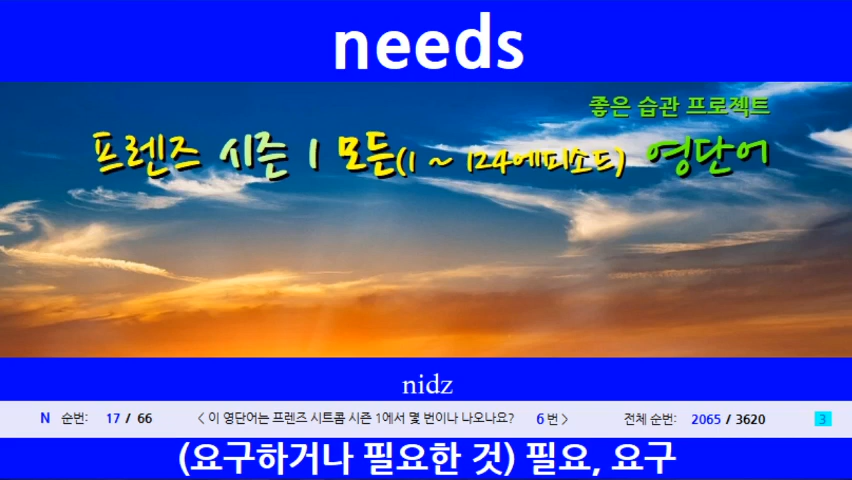 needs
좋은 습관 프로젝트
프렌즈 시즌 1 모든(1 ~ 124에피소드) 영단어
nidz
N 순번: 17 / 66 < 이 영단어는 프렌즈 시트콤 시즌 1에서 몇 번이나 나오나요? 6 번 > 전체 순번: 2065 / 3620 3
(요구하거나 필요한 것) 필요, 요구